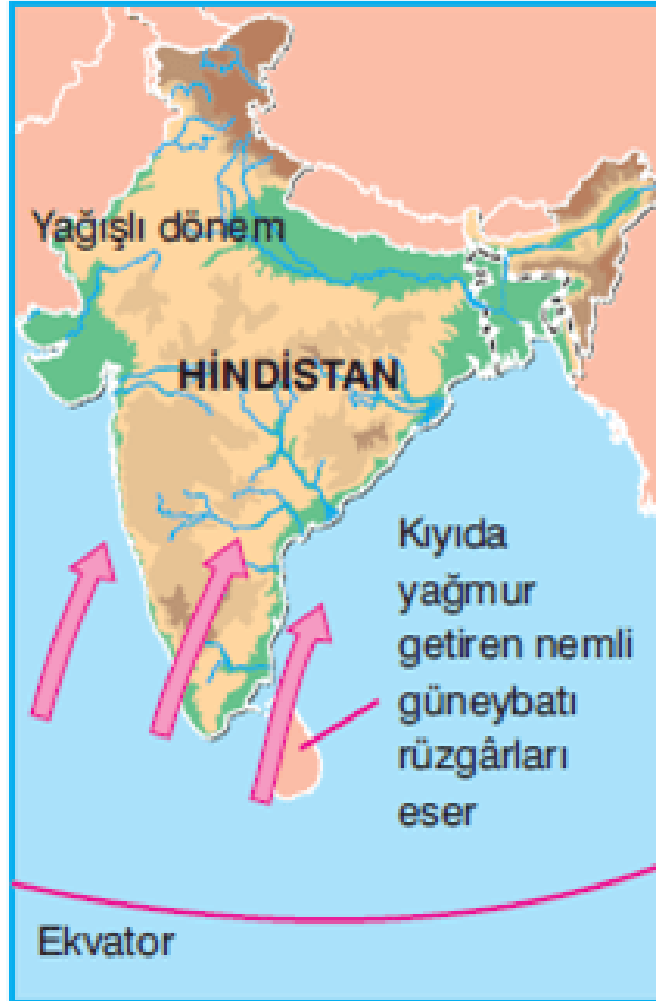 Yağışlı dönem
HİNDİSTAN
Kıyıda
yağmur
getiren nemli
güneybatı
rüzgârları
eser
Ekvator